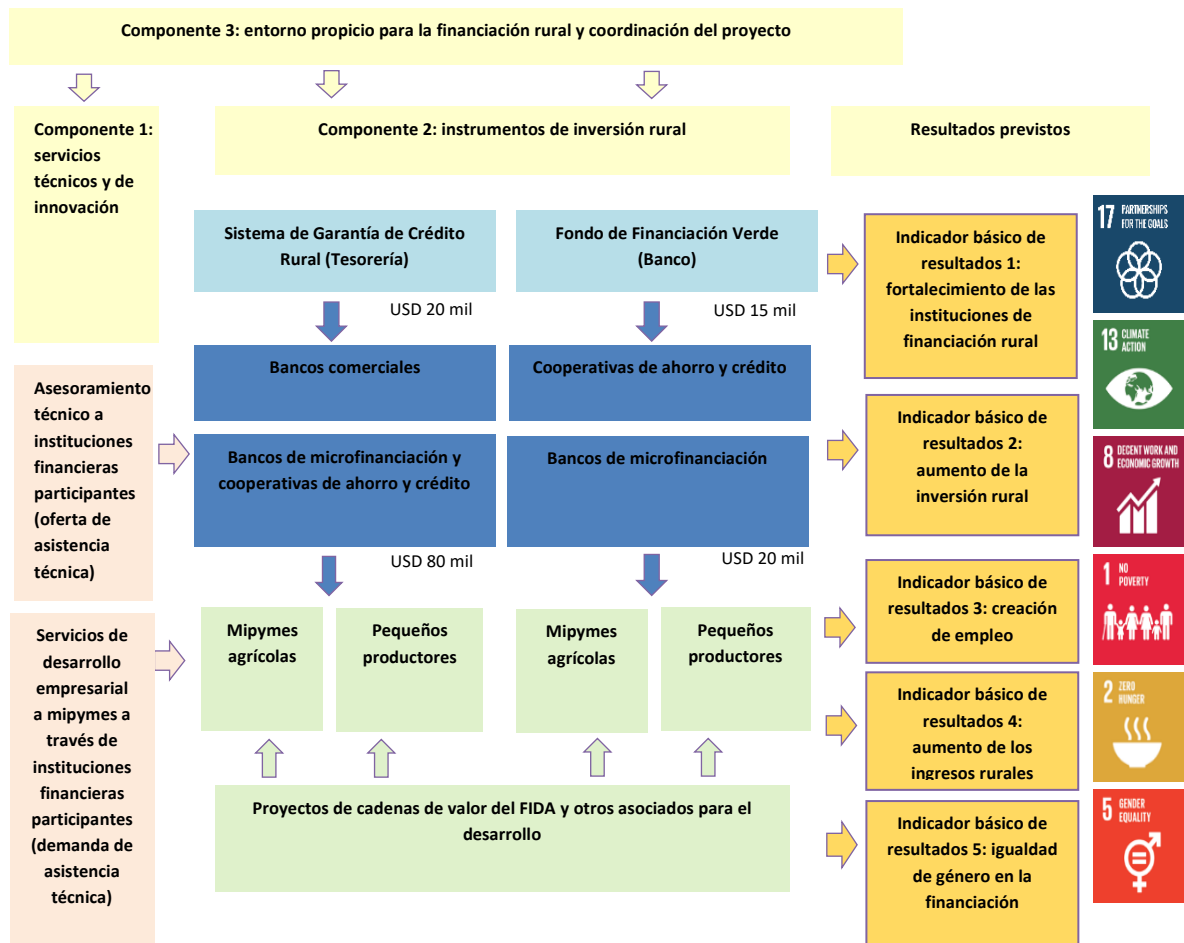 Componente 3: entorno propicio para la financiación rural y coordinación del proyecto
Componente 1:
servicios
técnicos y de
innovación
Componente 2: instrumentos de inversión rural
Resultados previstos
Sistema de Garantía de Crédito
Rural (Tesorería)
Fondo de Financiación Verde
(Banco)
USD 20 mil
USD 15 mil
Bancos comerciales
Cooperativas de ahorro y crédito
Asesoramiento
técnico a
instituciones
financieras
participantes
(oferta de
asistencia
técnica)
Bancos de microfinanciación y
cooperativas de ahorro y crédito
Bancos de microfinanciación
USD 80 mil
USD 20 mil
Servicios de
desarrollo
empresarial
a mipymes a
través de
instituciones
financieras
participantes
(demanda de
asistencia
técnica)
Mipymes
agrícolas
Pequeños
productores
Mipymes
agrícolas
Pequeños
productores
Proyectos de cadenas de valor del FIDA y otros asociados para el
desarrollo
Indicador básico de
resultados 1:
fortalecimiento de las
instituciones de
financiación rural
Indicador básico de
resultados 2:
aumento de la
inversión rural
Indicador básico de
resultados 3: creación
de empleo
Indicador básico de
resultados 4:
aumento de los
ingresos rurales
Indicador básico de
resultados 5: igualdad
de género en la
financiación
17 PARTNERSHIPS
FOR THE GOALS
13 CLIMATE
ACTION
8 DECENT WORK AND
ECONOMIC GROWTH
1 NO
POVERTY
2 ZERO
HUNGER
5 GENDER
EQUALITY